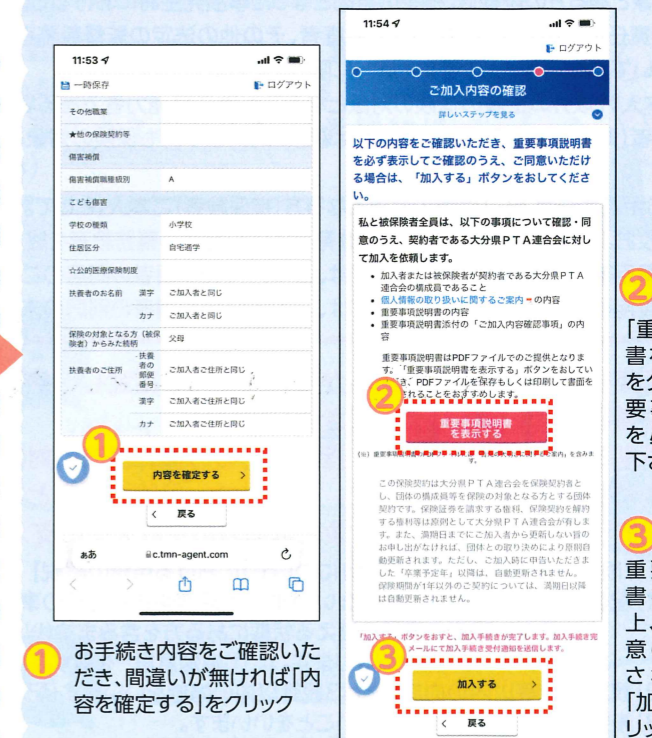 11:53
一時保存
ログアウト
その他職業
★他の保険契約等
傷害補償
傷害補償職種級別 A
こども傷害
学校の種類 小学校
住居区分 自宅通学
☆公的医療保険制度
扶養者のお名前 漢字 ご加入者と同じ
カナ ご加入者と同じ
保険の対象となる方（被保
険者）からみた続柄 父母
扶養者のご住所 扶養者の郵便番号 ご加入者ご住所と同じ
漢字 ご加入者ご住所と同じ
カナ ご加入者ご住所と同じ
1
内容を確定する >
< 戻る
ああ
c.tmn-agent.com
1
お手続き内容をご確認いた
だき、間違いが無ければ「内
容を確定する」をクリック
11:54
ログアウト
ご加入内容の確認
詳しいステップを見る
以下の内容をご確認いただき、重要事項説明書
を必ず表示してご確認のうえ、ご同意いただけ
る場合は、「加入する」ボタンをおしてくださ
い。
私と被保険者全員は、以下の事項について確認・同
意のうえ、契約者である大分県ＰＴＡ連合会に対し
て加入を依頼します。
• 加入者または被保険者が契約者である大分県ＰＴＡ
連合会の構成員であること
• 個人情報の取り扱いに関するご案内 の内容
• 重要事項説明書の内容
• 重要事項説明書添付の「ご加入内容確認事項」の内
容
重要事項説明書はPDFファイルでのご提供となりま
す。「重要事項説明書を表示する」ボタンをおしてい
き、PDFファイルを保存もしくは印刷して書面を
されることをおすすめします。
2
重要事項説明書
を表示する
この保険契約は大分県ＰＴＡ連合会を保険契約者と
し、団体の構成員等を保険の対象となる方とする団体
契約です。保険証券を請求する権利、保険契約を解約
する権利等は原則として大分県ＰＴＡ連合会が有しま
す。また、満期日までにご加入者から更新しない旨の
お申し出がなければ、団体との取り決めにより原則自
動更新されます。ただし、ご加入時に申告いただきま
した「卒業予定年」以降は、自動更新されません。
保険期間が1年以外のご契約については、満期日以降
は自動更新されません。
「加入する」ボタンをおすと、加入手続きが完了します。加入手続き完
メールにて加入手続き受付通知を送信します。
3
加入する >
< 戻る
2
「重
書を
をク
要事
を
下さ
3
重要
書
上、
意
さ
「加
リッ